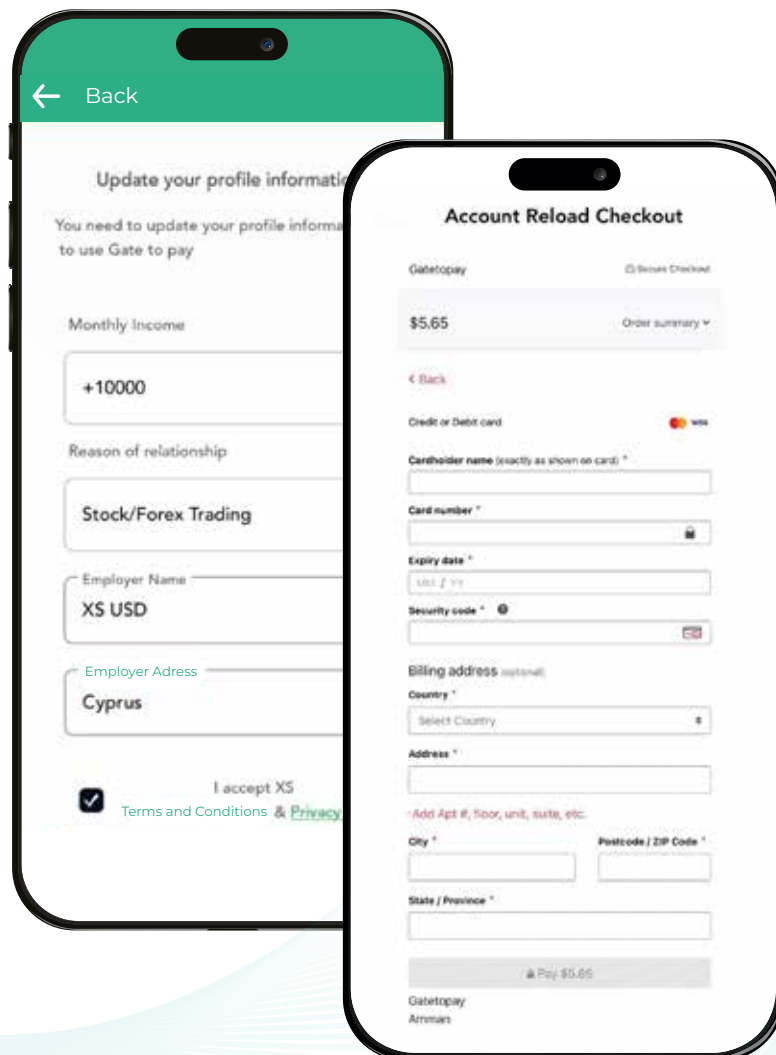 Back
Update your profile informatio
You need to update your profile informa
to use Gate to pay
Monthly Income
+10000
Reason of relationship
Stock/Forex Trading
Employer Name
XS USD
Employer Adress
Cyprus
I accept XS
Terms and Conditions & Privacy
Account Reload Checkout
Gatetopay
Secure Checkout
$5.65
Order summary
< Back
Credit or Debit card
VISA
Cardholder name (exactly as shown on card) *
Card number *
Expiry date *
MM / YY
Security code *
Billing address (optional)
Country *
Select Country
Address *
+Add Apt #, floor, unit, suite, etc.
City *
Postcode / ZIP Code *
State / Province *
Pay $5.65
Gatetopay
Amman